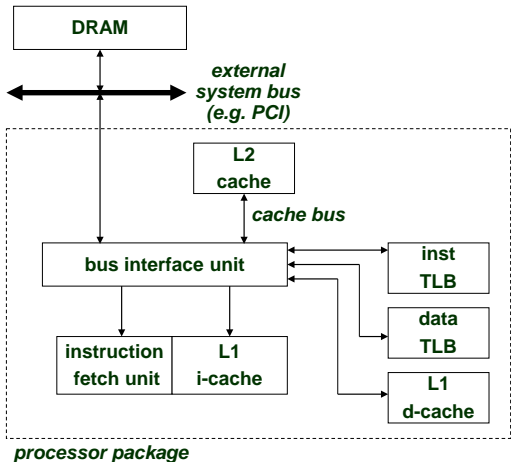 DRAM
external
system bus
(e.g. PCI)
L2
cache
cache bus
bus interface unit
inst
TLB
data
TLB
instruction
fetch unit
L1
i-cache
L1
d-cache
processor package